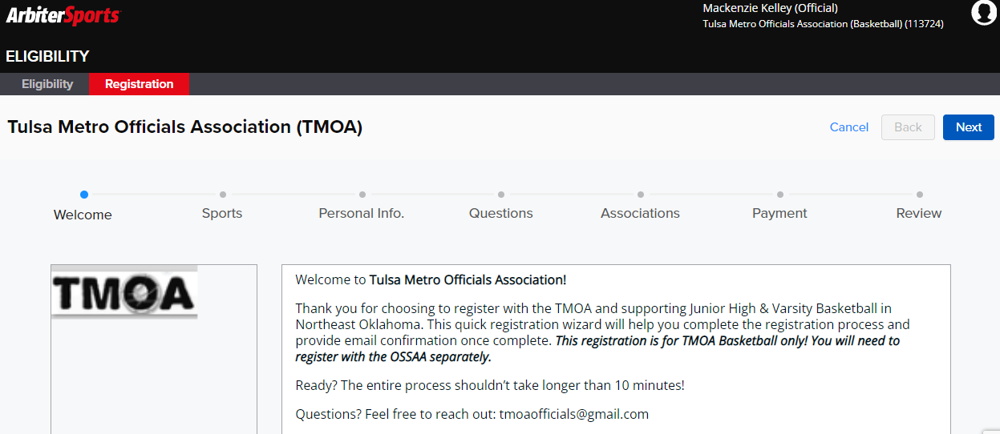 ArbiterSports
Mackenzie Kelley (Official)
Tulsa Metro Officials Association (Basketball) (113724)
ELIGIBILITY
Eligibility Registration
Tulsa Metro Officials Association (TMOA)
Cancel Back Next
Welcome Sports Personal Info. Questions Associations Payment Review
TMOA
Welcome to Tulsa Metro Officials Association!
Thank you for choosing to register with the TMOA and supporting Junior High & Varsity Basketball in
Northeast Oklahoma. This quick registration wizard will help you complete the registration process and
provide email confirmation once complete. This registration is for TMOA Basketball only! You will need to
register with the OSSAA separately.
Ready? The entire process shouldn't take longer than 10 minutes!
Questions? Feel free to reach out: tmoaofficials@gmail.com